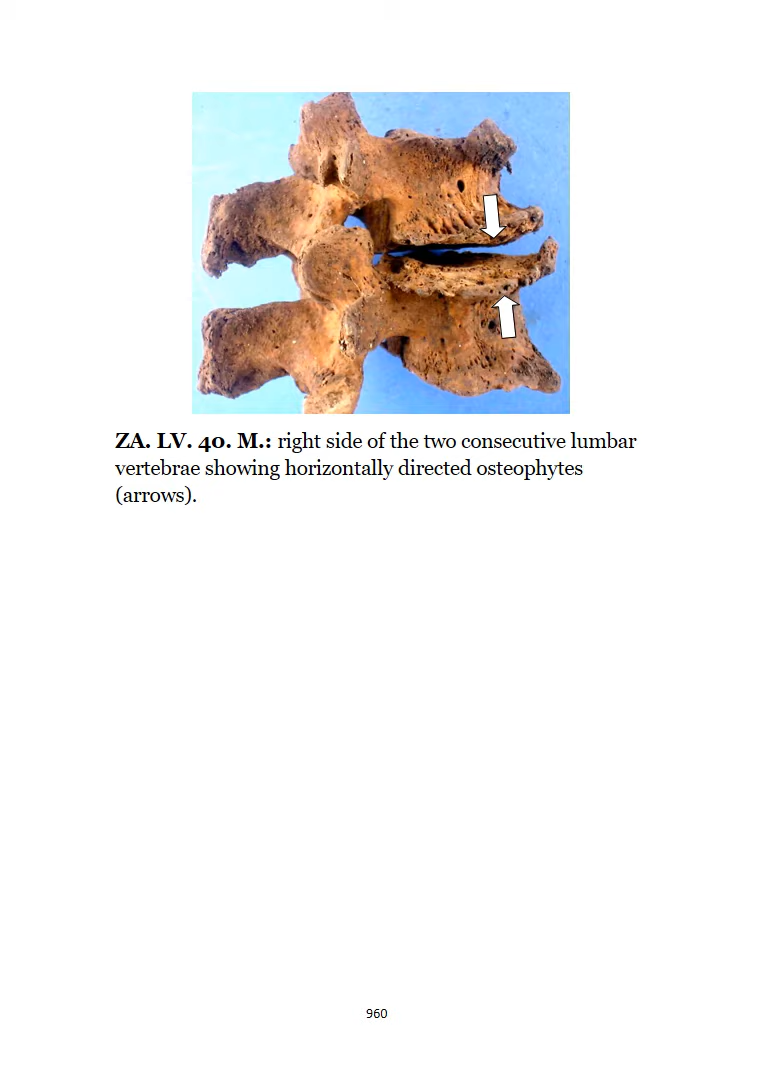 ZA. LV. 40. M.: right side of the two consecutive lumbar
vertebrae showing horizontally directed osteophytes
(arrows).
960